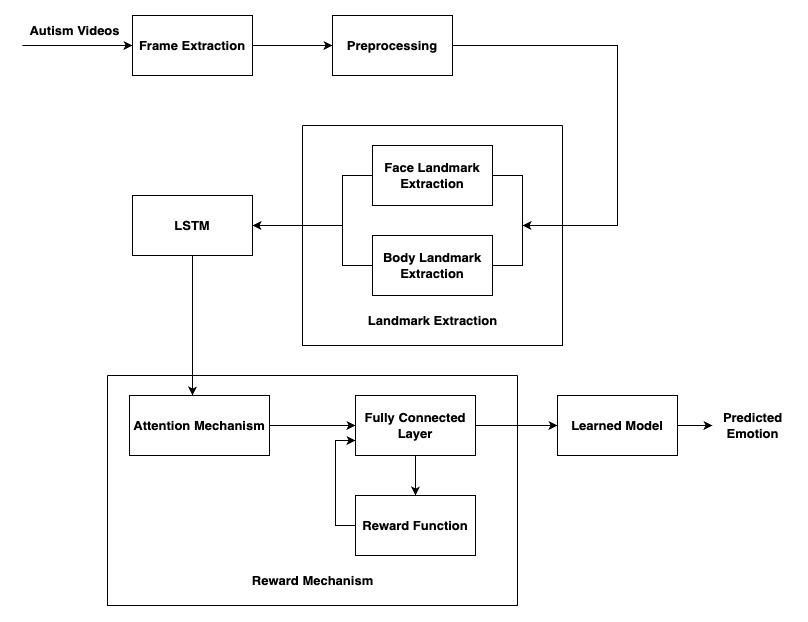 Autism Videos
Frame Extraction
Preprocessing
Face Landmark
Extraction
LSTM
Body Landmark
Extraction
Landmark Extraction
Attention Mechanism
Fully Connected
Layer
Learned Model
Predicted
Emotion
Reward Function
Reward Mechanism